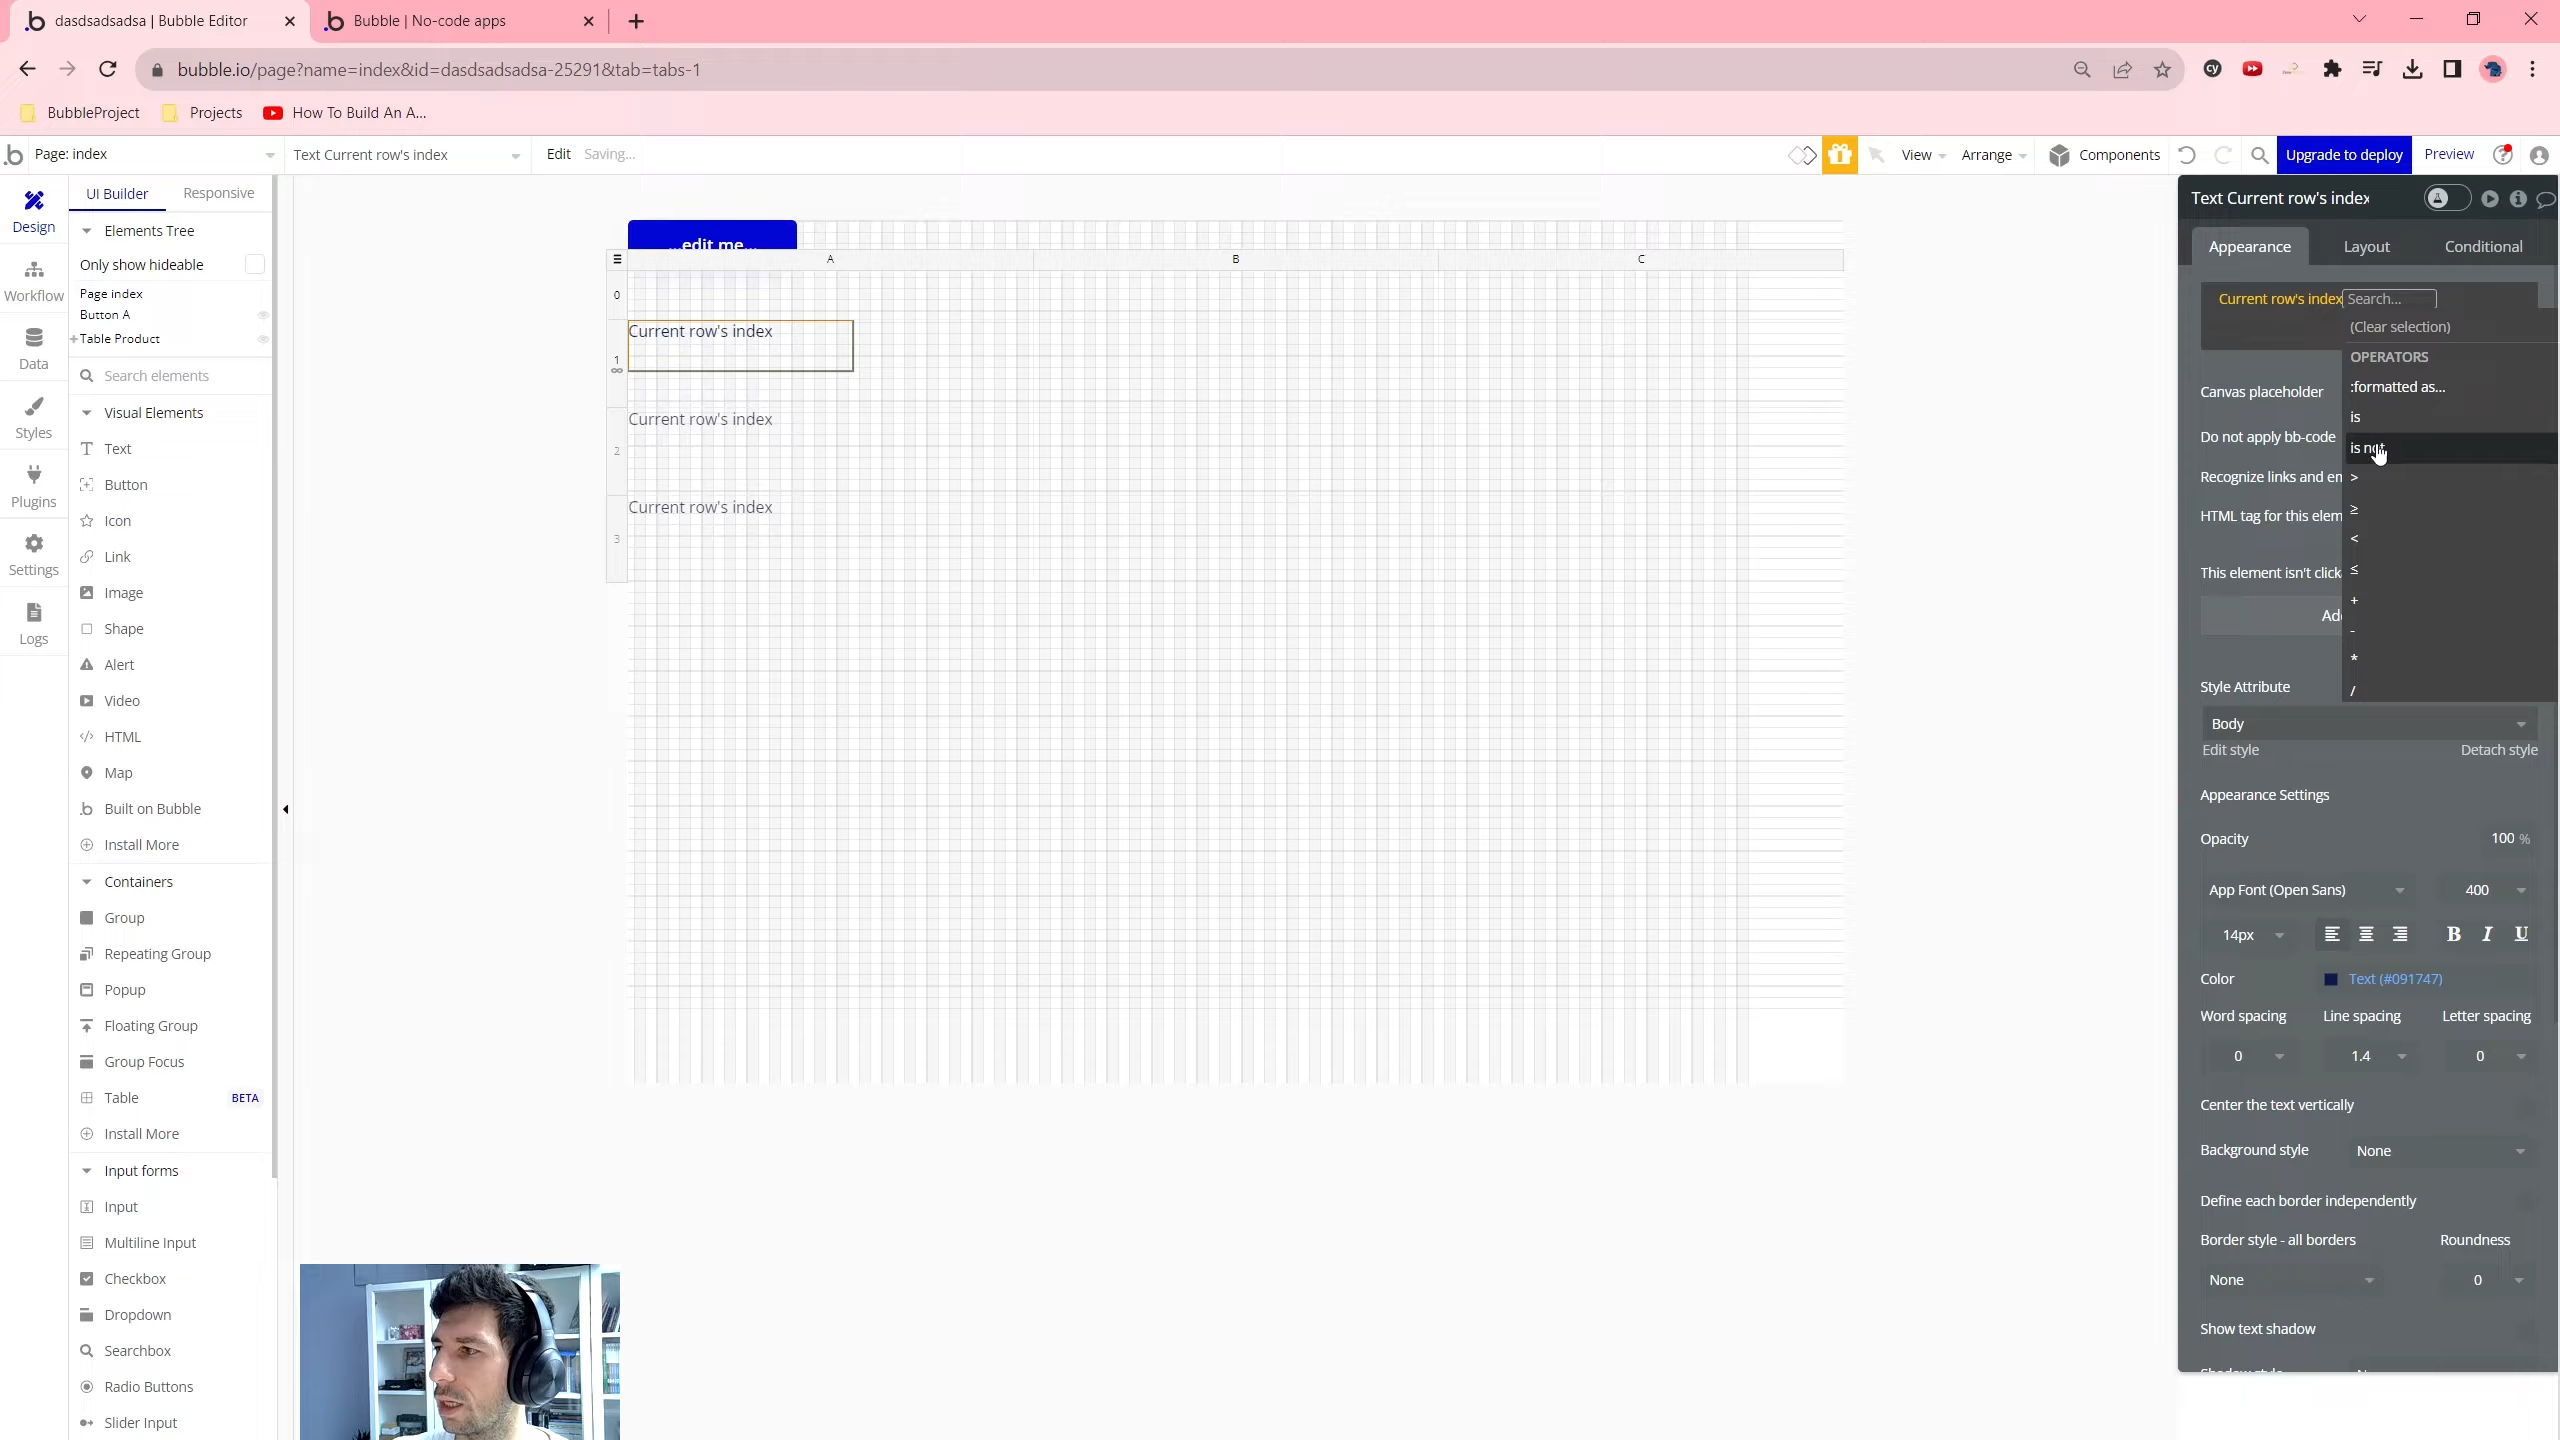 dasdsadsadsa | Bubble Editor
Bubble | No-code apps
bubble.io/page?name=index&id=dasdsadsadsa-25291&tab=tabs-1
BubbleProject
Projects
How To Build An A...
Page: index
Text Current row's index
Edit
Saving...
View
Arrange
Components
Upgrade to deploy
Preview
Design
Workflow
Data
Styles
Plugins
Settings
Logs
UI Builder
Responsive
Elements Tree
Only show hideable
Page index
Button A
+Table Product
Search elements
Visual Elements
Text
Button
Icon
Link
Image
Shape
Alert
Video
HTML
Map
Built on Bubble
Install More
Containers
Group
Repeating Group
Popup
Floating Group
Group Focus
Table
BETA
Install More
Input forms
Input
Multiline Input
Checkbox
Dropdown
Searchbox
Radio Buttons
Slider Input
...edit me...
A
B
C
0
Current row's index
1
Current row's index
2
Current row's index
3
Text Current row's index
Appearance
Layout
Conditional
Current row's index
Search...
(Clear selection)
OPERATORS
:formatted as...
is
is not
>
≥
<
≤
+
-
*
/
Canvas placeholder
Do not apply bb-code
Recognize links and em
HTML tag for this elem
This element isn't click
Add
Style Attribute
Body
Edit style
Detach style
Appearance Settings
Opacity
100 %
App Font (Open Sans)
400
14px
B I U
Color
Text (#091747)
Word spacing
Line spacing
Letter spacing
0
1.4
0
Center the text vertically
Background style
None
Define each border independently
Border style - all borders
Roundness
None
0
Show text shadow